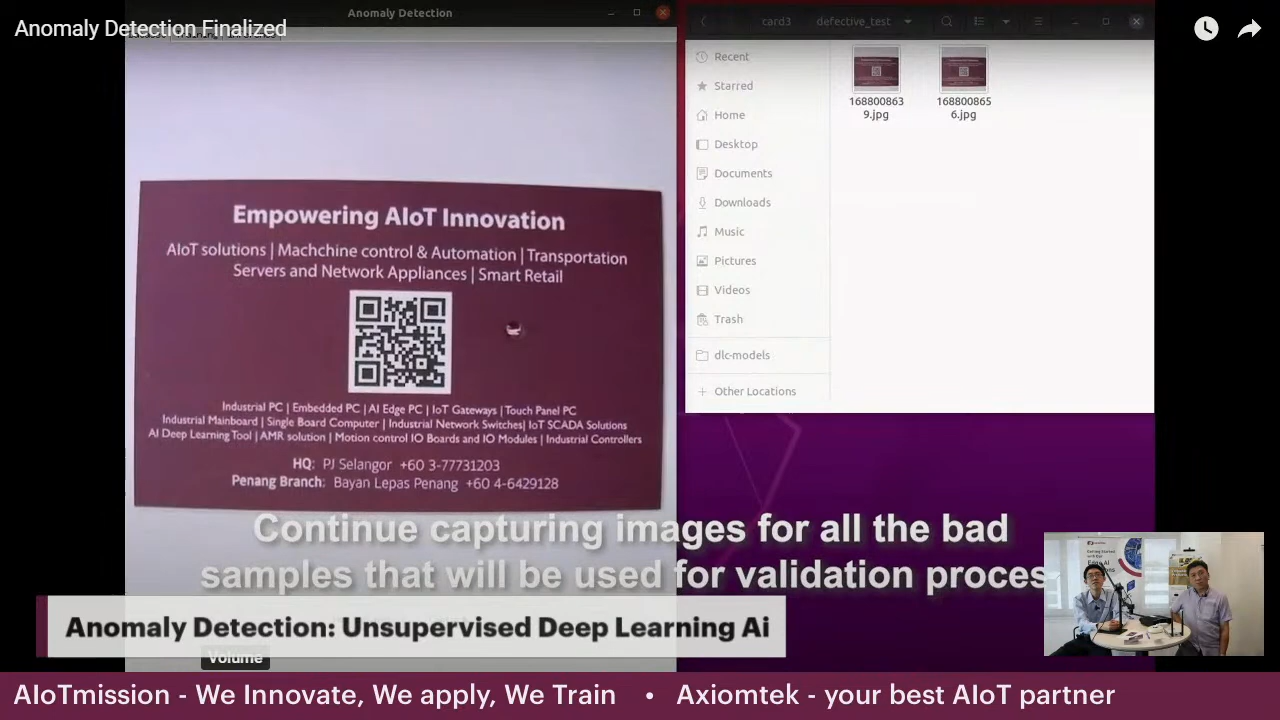 Anomaly Detection
Anomaly Detection Finalized
card3
defective_test
Recent
Starred
Home
Desktop
Documents
Downloads
Music
Pictures
Videos
Trash
dlc-models
Other Locations
168800863
9.jpg
168800865
6.jpg
Empowering AIoT Innovation
AIoT solutions | Machchine control & Automation | Transportation
Servers and Network Appliances | Smart Retail
Industrial PC | Embedded PC | AI Edge PC | IoT Gateways | Touch Panel PC
Industrial Mainboard | Single Board Computer | Industrial Network Switches| IoT SCADA Solutions
AI Deep Learning Tool | AMR solution | Motion control IO Boards and IO Modules | Industrial Controllers
HQ: PJ Selangor +60 3-77731203
Penang Branch: Bayan Lepas Penang +60 4-6429128
Continue capturing images for all the bad
samples that will be used for validation proces
Anomaly Detection: Unsupervised Deep Learning Ai
Volume
AIoTmission - We Innovate, We apply, We Train • Axiomtek - your best AIoT partner